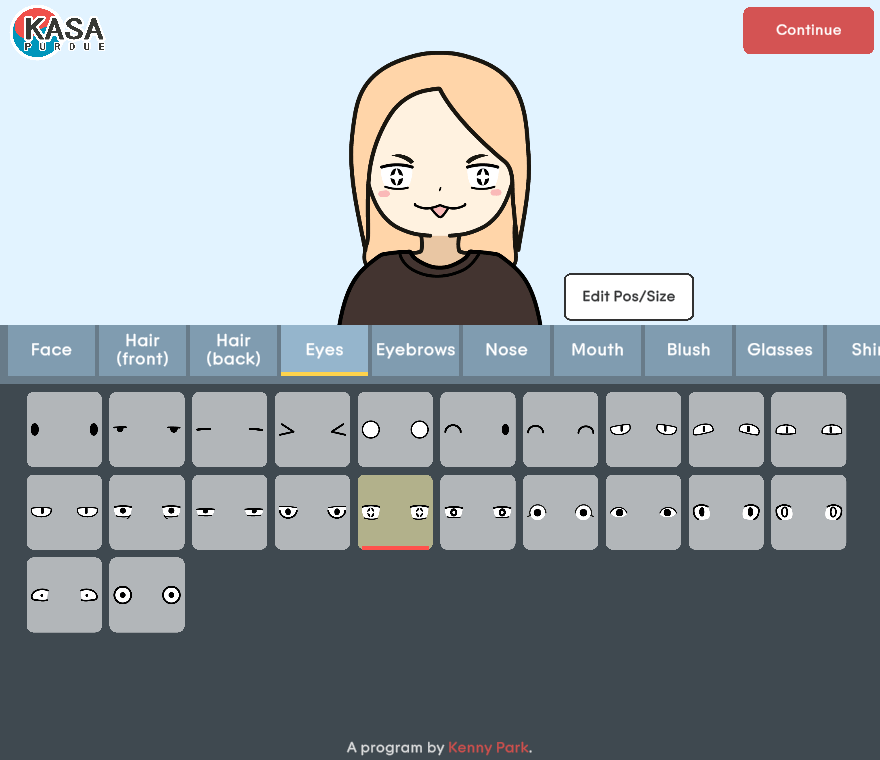 KASA
PURDUE
Continue
Edit Pos/Size
Face
Hair
(front)
Hair
(back)
Eyes
Eyebrows
Nose
Mouth
Blush
Glasses
Shi
A program by Kenny Park.